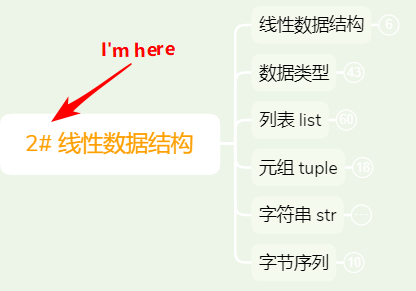 I'm here
2# 线性数据结构
线性数据结构 6
数据类型 43
列表 list 60
元组 tuple 18
字符串 str ...
字节序列 10